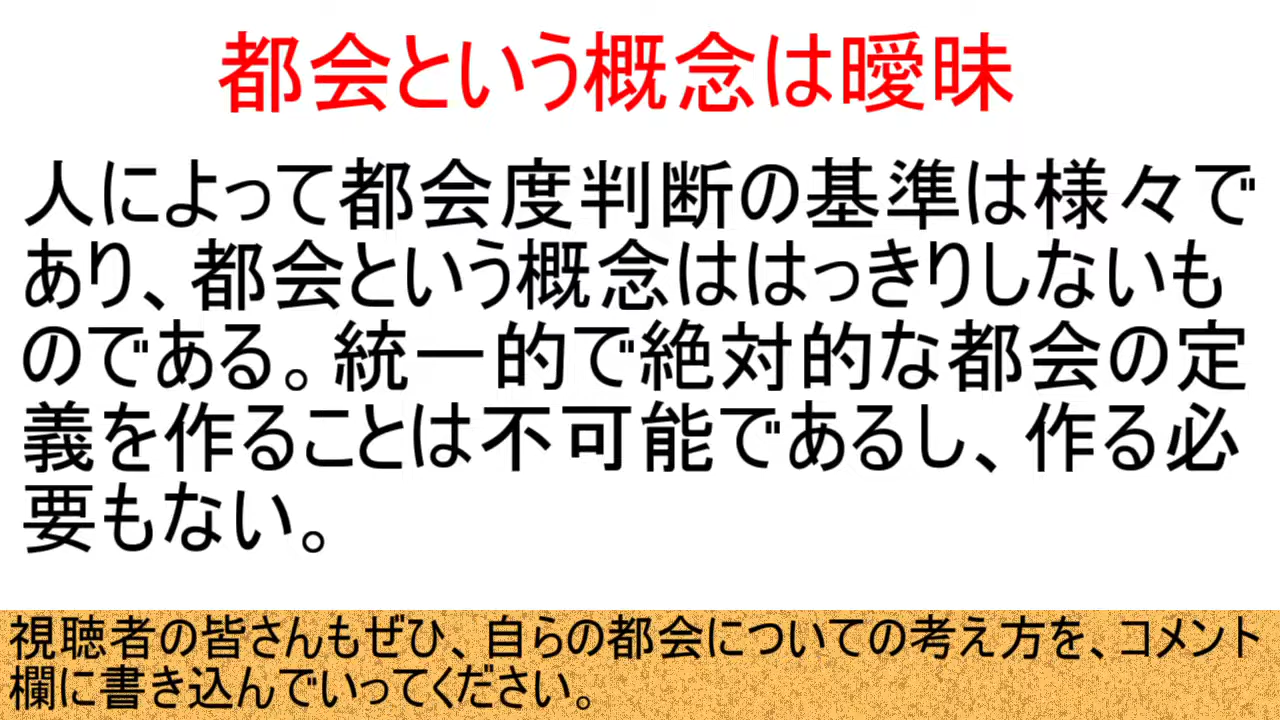 都会という概念は曖昧
人によって都会度判断の基準は様々で
あり、都会という概念ははっきりしないも
のである。統一的で絶対的な都会の定
義を作ることは不可能であるし、作る必
要もない。
視聴者の皆さんもぜひ、自らの都会についての考え方を、コメント
欄に書き込んでいってください。